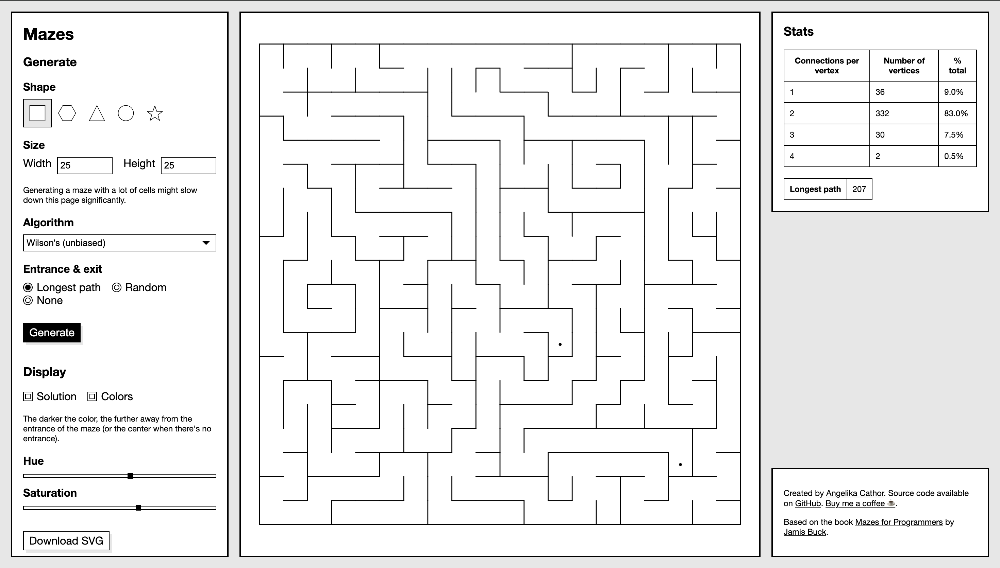 Mazes
Generate
Shape
Size
Width 25 Height 25
Generating a maze with a lot of cells might slow
down this page significantly.
Algorithm
Wilson's (unbiased)
Entrance & exit
Longest path Random
None
Generate
Display
Solution Colors
The darker the color, the further away from the
entrance of the maze (or the center when there's no
entrance).
Hue
Saturation
Download SVG
Stats
Connections per
vertex
Number of
vertices
%
total
1 36 9.0%
2 332 83.0%
3 30 7.5%
4 2 0.5%
Longest path 207
Created by Angelika Cathor. Source code available
on GitHub. Buy me a coffee ☕.
Based on the book Mazes for Programmers by
Jamis Buck.